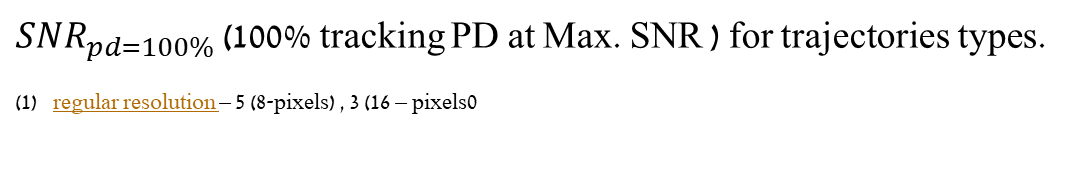 SNR_pd=100% (100% tracking PD at Max. SNR ) for trajectories types.
(1) regular resolution – 5 (8-pixels) , 3 (16 – pixels0